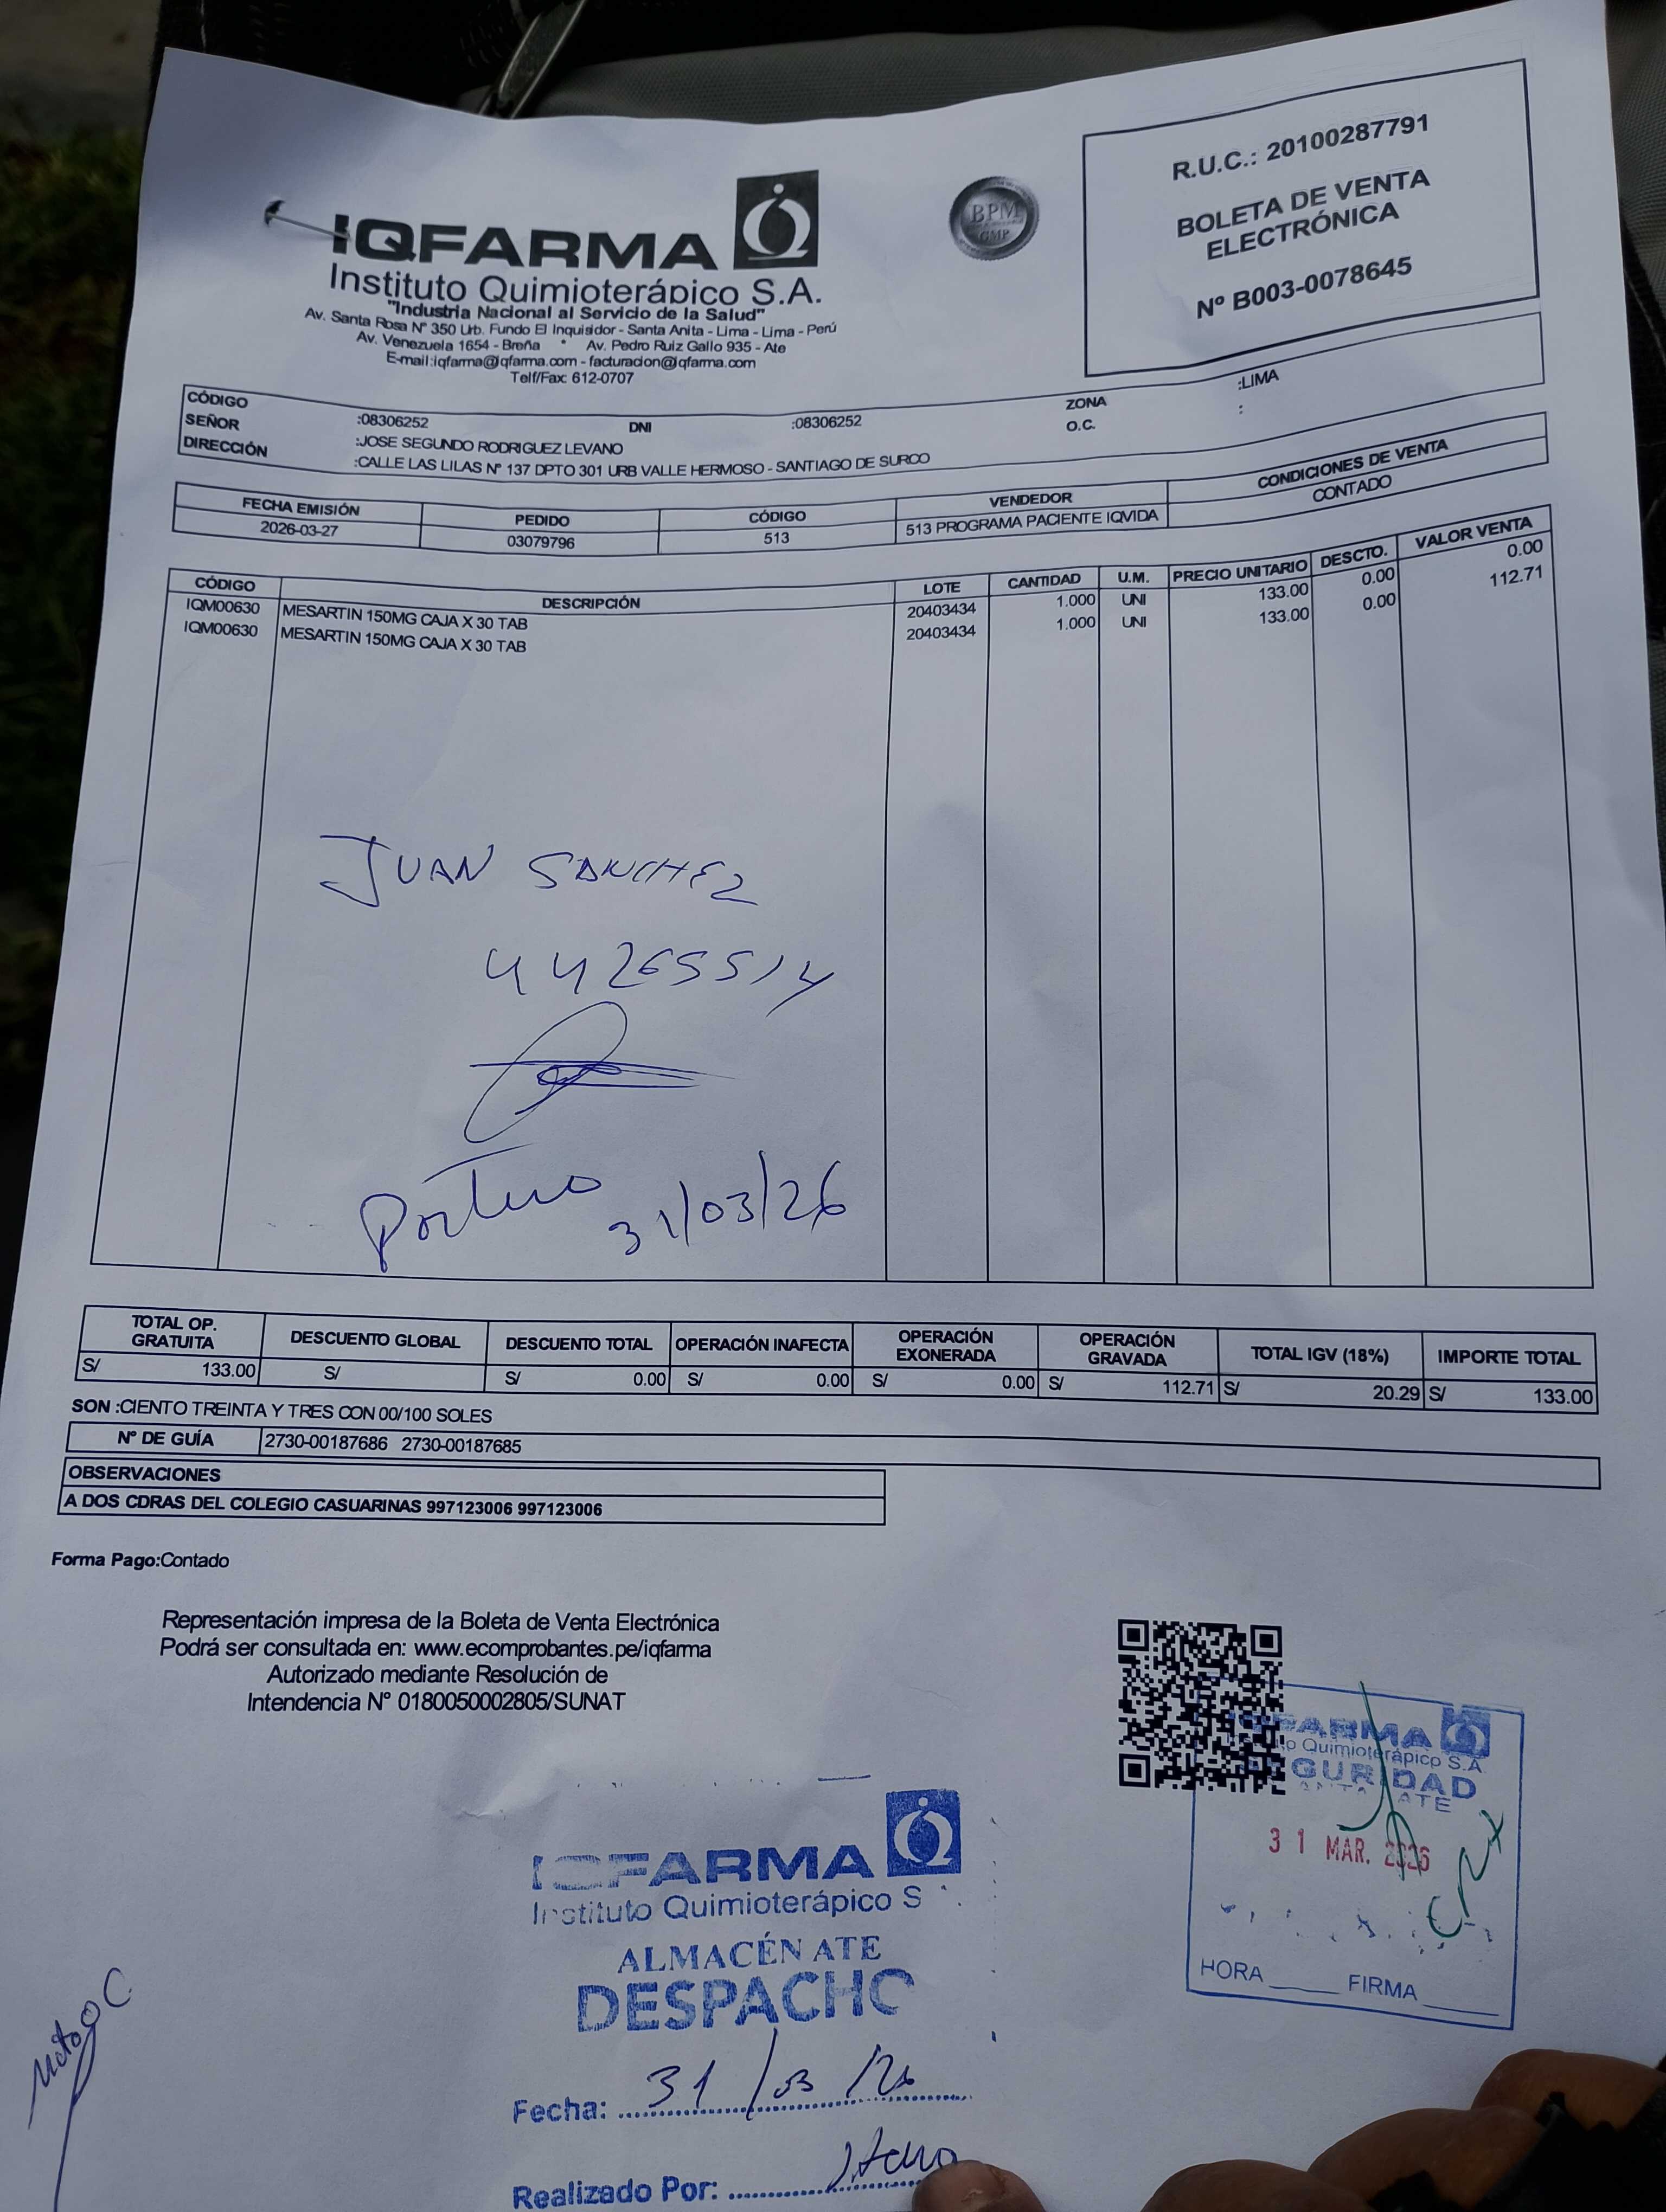 IQFARMA
Instituto Quimioterápico S.A.
"Industria Nacional al Servicio de la Salud"
Av. Santa Rosa N° 350 Urb. Fundo El Inquisidor - Santa Anita - Lima - Lima - Perú
Av. Venezuela 1654 - Breña * Av. Pedro Ruiz Gallo 935 - Ate
E-mail:iqfarma@iqfarma.com - facturacion@iqfarma.com
Telf/Fax: 612-0707
BPM
GMP
R.U.C.: 20100287791
BOLETA DE VENTA
ELECTRÓNICA
Nº B003-0078645
CÓDIGO :08306252 DNI :08306252 ZONA :LIMA
SEÑOR :JOSE SEGUNDO RODRIGUEZ LEVANO O.C. :
DIRECCIÓN :CALLE LAS LILAS Nº 137 DPTO 301 URB VALLE HERMOSO - SANTIAGO DE SURCO
FECHA EMISIÓN PEDIDO CÓDIGO VENDEDOR CONDICIONES DE VENTA
2026-03-27 03079796 513 513 PROGRAMA PACIENTE IQVIDA CONTADO
CÓDIGO DESCRIPCIÓN LOTE CANTIDAD U.M. PRECIO UNITARIO DESCTO. VALOR VENTA
IQM00630 MESARTIN 150MG CAJA X 30 TAB 20403434 1.000 UNI 133.00 0.00 0.00
IQM00630 MESARTIN 150MG CAJA X 30 TAB 20403434 1.000 UNI 133.00 0.00 112.71
JUAN SANCHEZ
44265514
31/03/26
TOTAL OP. GRATUITA DESCUENTO GLOBAL DESCUENTO TOTAL OPERACIÓN INAFECTA OPERACIÓN EXONERADA OPERACIÓN GRAVADA TOTAL IGV (18%) IMPORTE TOTAL
S/ 133.00 S/ S/ 0.00 S/ 0.00 S/ 0.00 S/ 112.71 S/ 20.29 S/ 133.00
SON :CIENTO TREINTA Y TRES CON 00/100 SOLES
Nº DE GUÍA 2730-00187686 2730-00187685
OBSERVACIONES
A DOS CDRAS DEL COLEGIO CASUARINAS 997123006 997123006
Forma Pago:Contado
Representación impresa de la Boleta de Venta Electrónica
Podrá ser consultada en: www.ecomprobantes.pe/iqfarma
Autorizado mediante Resolución de
Intendencia N° 0180050002805/SUNAT
31 MAR. 2026
HORA FIRMA
IQFARMA
Instituto Quimioterápico S
ALMACÉN ATE
DESPACHO
Fecha: 31/03/26
Realizado Por: